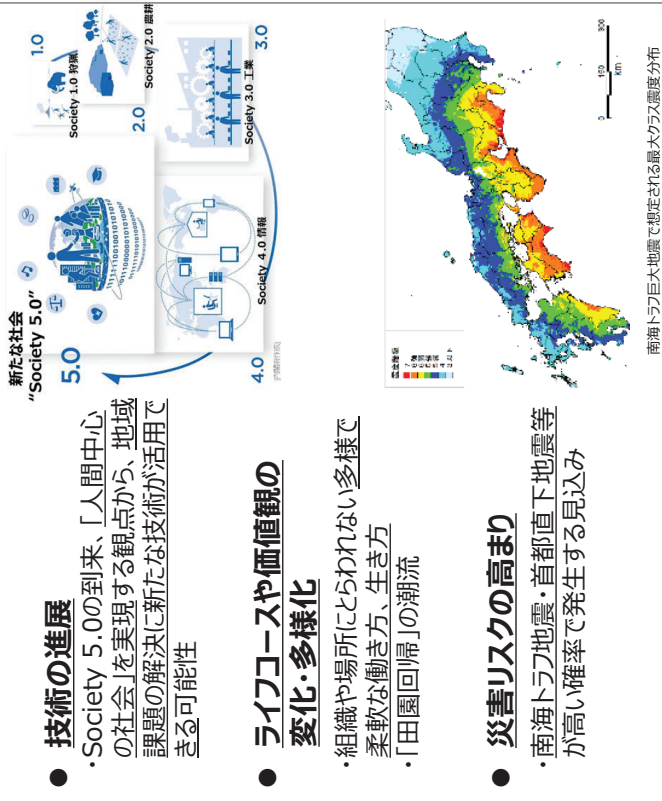 ● 技術の進展
・Society 5.0の到来、「人間中心
の社会」を実現する観点から、地域
課題の解決に新たな技術が活用で
きる可能性
新たな社会
“Society 5.0”
5.0
1.0
Society 1.0 狩猟
Society 2.0 農耕
2.0
3.0
Society 3.0 工業
Society 4.0 情報
4.0
● ライフコースや価値観の
変化・多様化
・組織や場所にとらわれない多様で
柔軟な働き方、生き方
・「田園回帰」の潮流
● 災害リスクの高まり
・南海トラフ地震・首都直下地震等
が高い確率で発生する見込み
0 150 300
km
南海トラフ巨大地震で想定される最大クラス震度分布